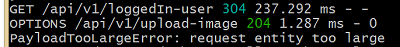 GET /api/v1/loggedIn-user 304 237.292 ms - -
OPTIONS /api/v1/upload-image 204 1.287 ms - 0
PayloadTooLargeError: request entity too large